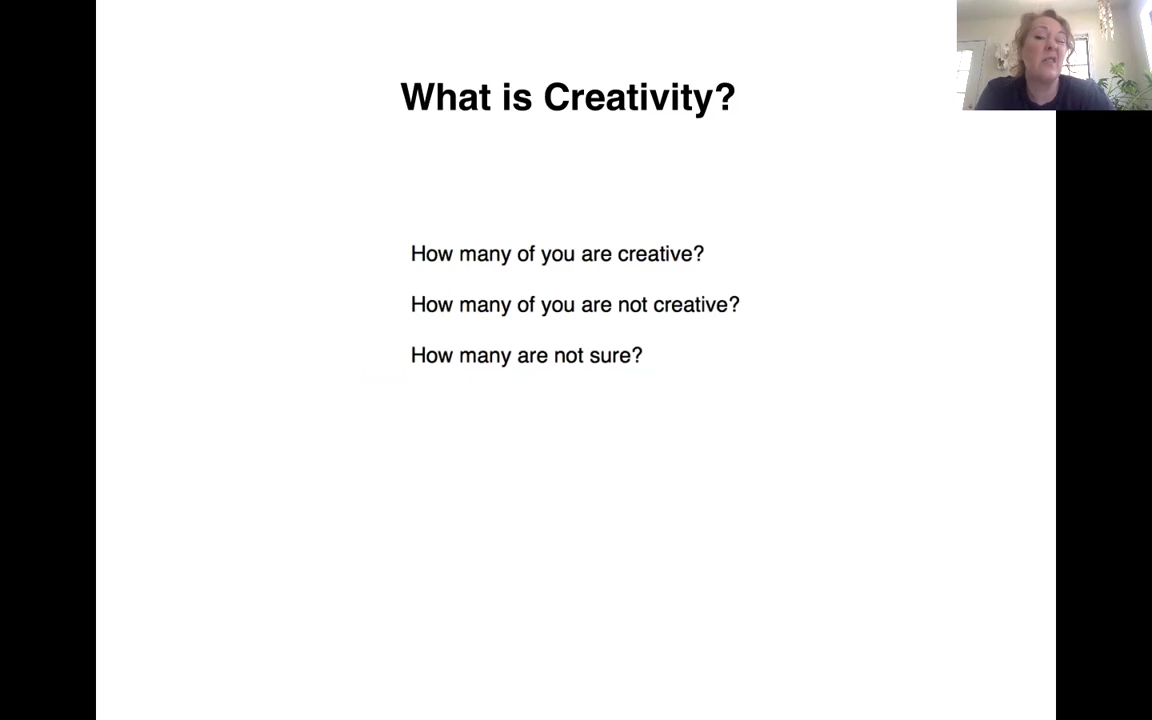 What is Creativity?
How many of you are creative?
How many of you are not creative?
How many are not sure?